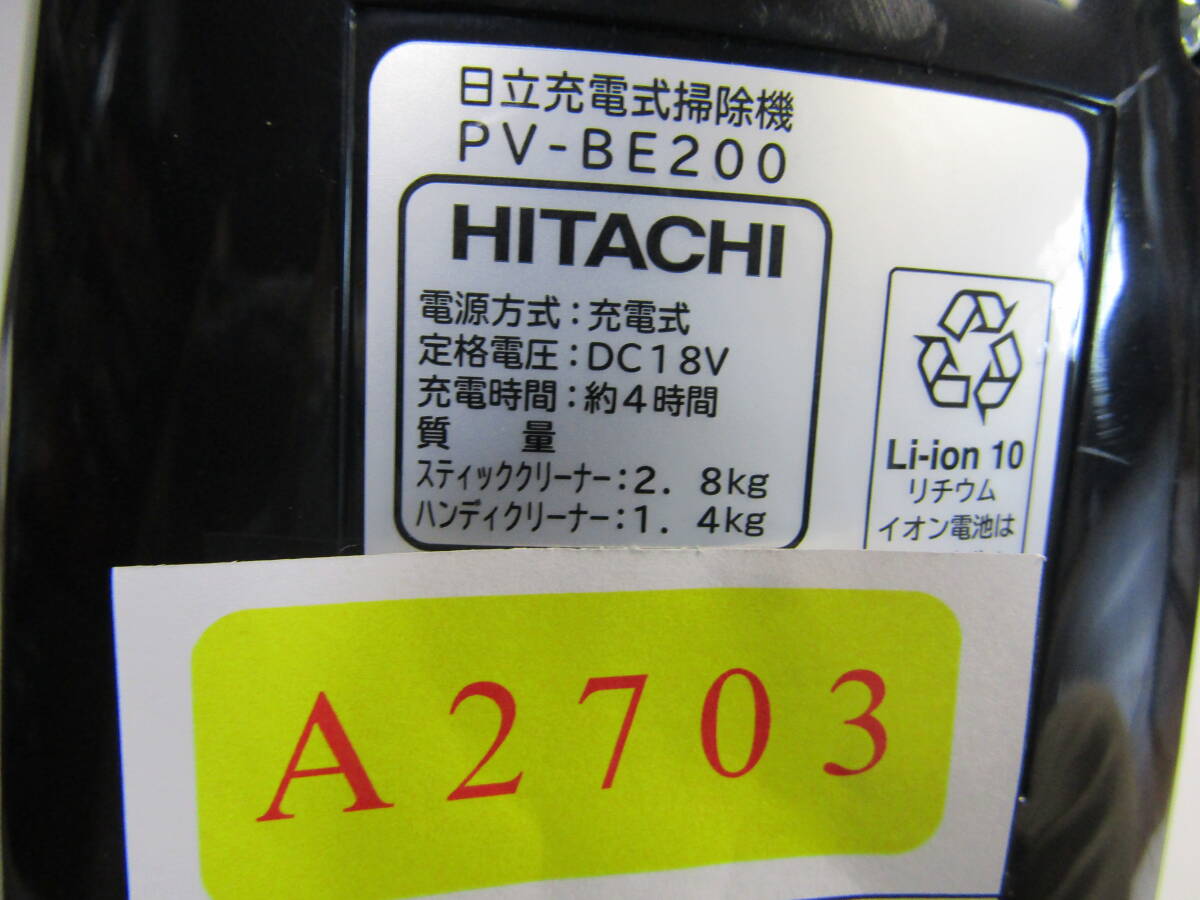 日立充電式掃除機
PV-BE200
HITACHI
電源方式：充電式
定格電圧：DC18V
充電時間：約4時間
質　　量
スティッククリーナー：2．8kg
ハンディクリーナー：1．4kg
Li-ion 10
リチウム
イオン電池は
A2703